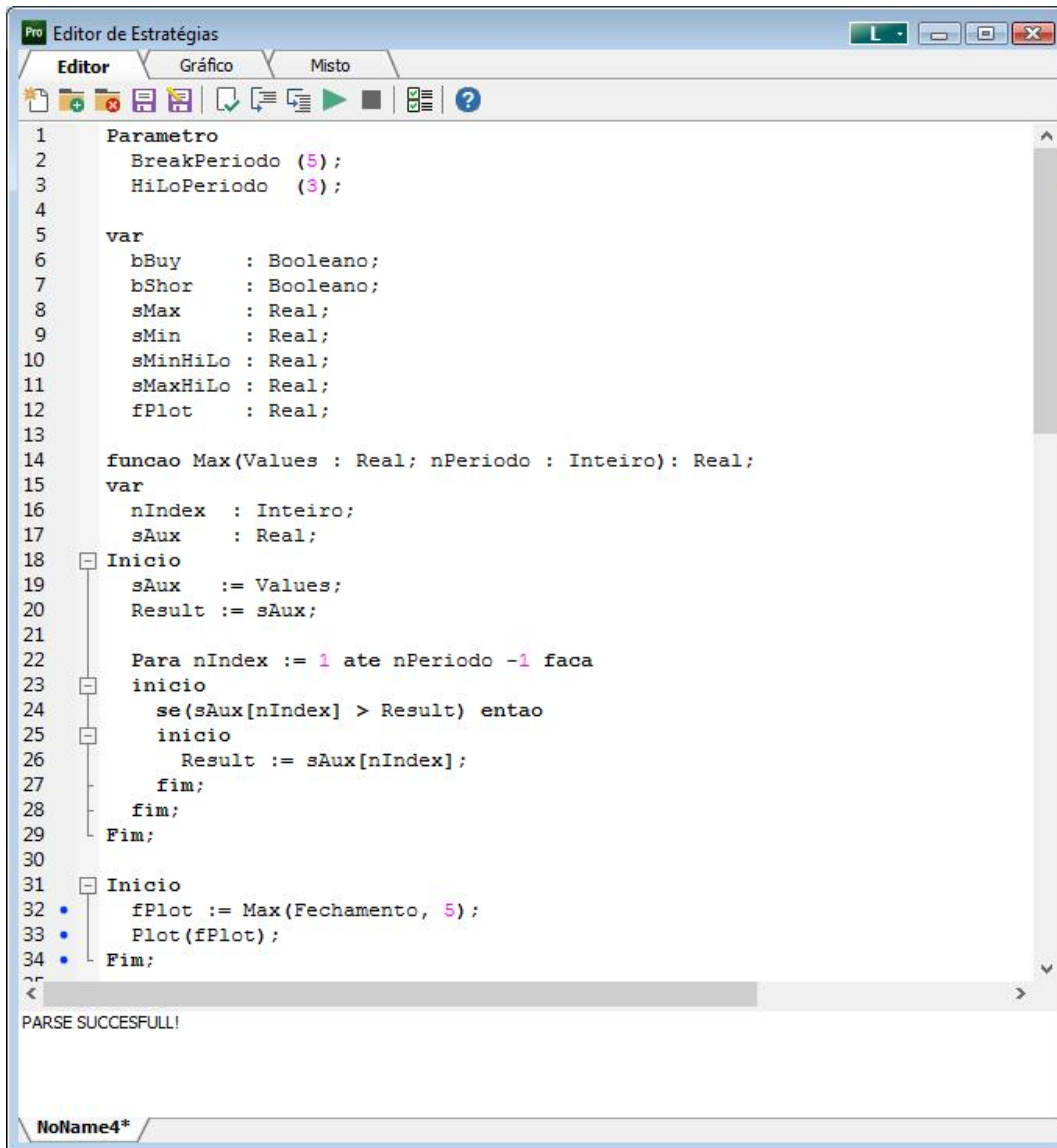 Pro Editor de Estratégias L
Editor Gráfico Misto
1 Parametro
2 BreakPeriodo (5);
3 HiLoPeriodo (3);
4
5 var
6 bBuy : Booleano;
7 bShor : Booleano;
8 sMax : Real;
9 sMin : Real;
10 sMinHiLo : Real;
11 sMaxHiLo : Real;
12 fPlot : Real;
13
14 funcao Max(Values : Real; nPeriodo : Inteiro): Real;
15 var
16 nIndex : Inteiro;
17 sAux : Real;
18 Inicio
19 sAux := Values;
20 Result := sAux;
21
22 Para nIndex := 1 ate nPeriodo -1 faca
23 inicio
24 se(sAux[nIndex] > Result) entao
25 inicio
26 Result := sAux[nIndex];
27 fim;
28 fim;
29 Fim;
30
31 Inicio
32 fPlot := Max(Fechamento, 5);
33 Plot(fPlot);
34 Fim;
PARSE SUCCESFULL!
NoName4*